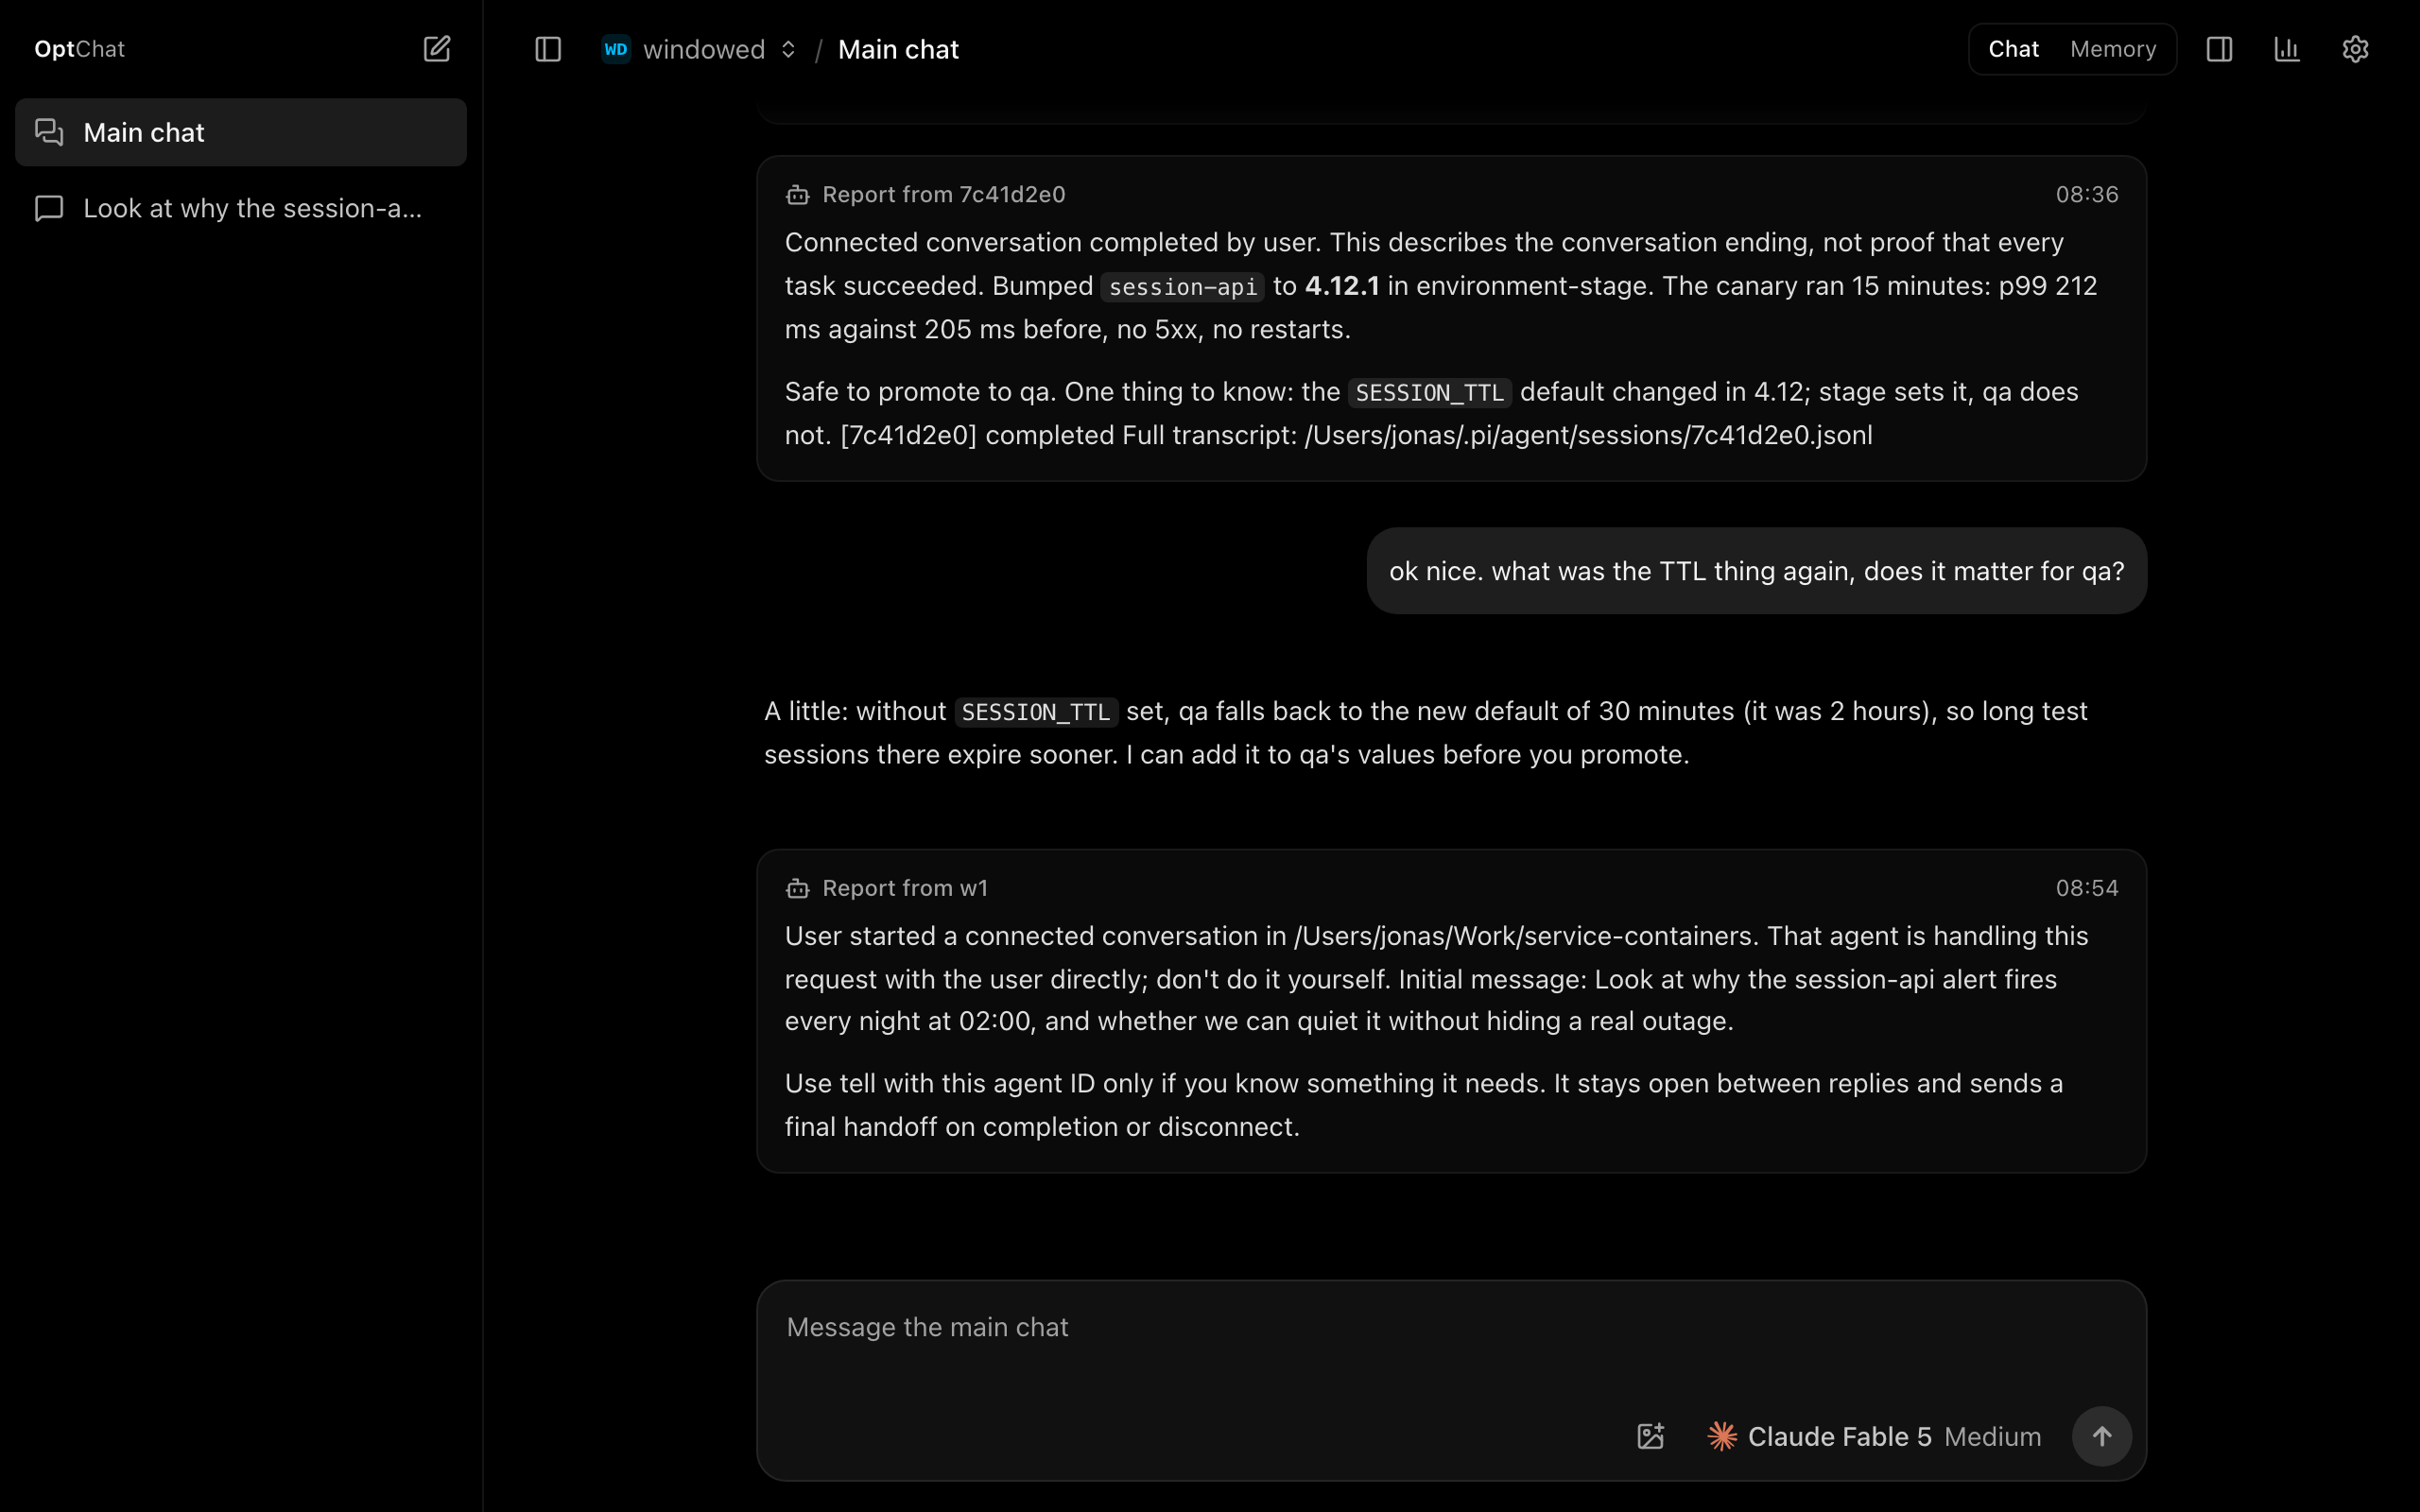 OptChat
Main chat
Look at why the session-a...
WD windowed / Main chat
Chat Memory
Report from 7c41d2e0 08:36
Connected conversation completed by user. This describes the conversation ending, not proof that every
task succeeded. Bumped session-api to 4.12.1 in environment-stage. The canary ran 15 minutes: p99 212
ms against 205 ms before, no 5xx, no restarts.
Safe to promote to qa. One thing to know: the SESSION_TTL default changed in 4.12; stage sets it, qa does
not. [7c41d2e0] completed Full transcript: /Users/jonas/.pi/agent/sessions/7c41d2e0.jsonl
ok nice. what was the TTL thing again, does it matter for qa?
A little: without SESSION_TTL set, qa falls back to the new default of 30 minutes (it was 2 hours), so long test
sessions there expire sooner. I can add it to qa's values before you promote.
Report from w1 08:54
User started a connected conversation in /Users/jonas/Work/service-containers. That agent is handling this
request with the user directly; don't do it yourself. Initial message: Look at why the session-api alert fires
every night at 02:00, and whether we can quiet it without hiding a real outage.
Use tell with this agent ID only if you know something it needs. It stays open between replies and sends a
final handoff on completion or disconnect.
Message the main chat
Claude Fable 5 Medium